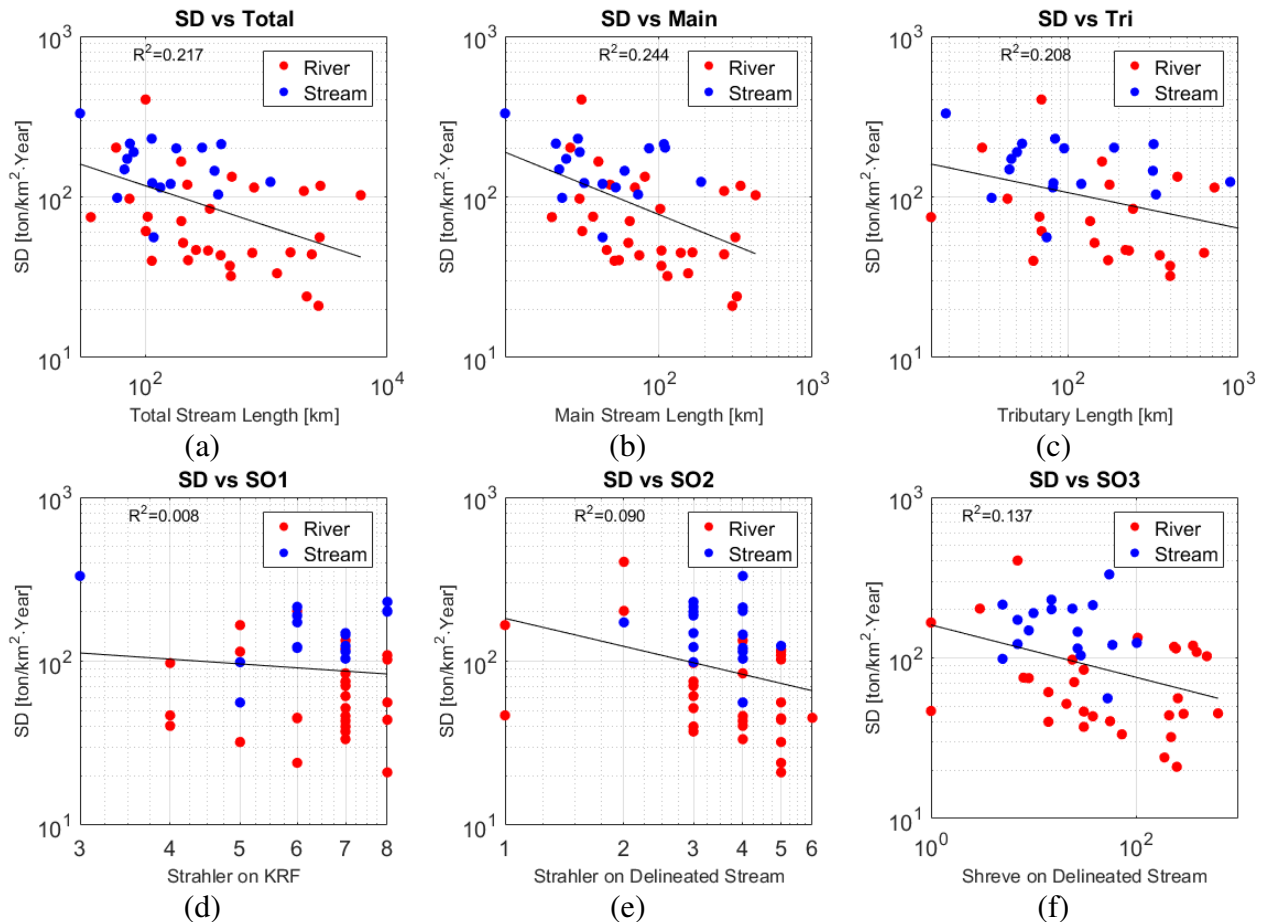 SD vs Total
SD vs Main
SD vs Tri
R²=0.217
R²=0.244
R²=0.208
River
Stream
River
Stream
River
Stream
10³
10²
10¹
10³
10²
10¹
10³
10²
10¹
SD [ton/km²·Year]
SD [ton/km²·Year]
SD [ton/km²·Year]
10² 10⁴
10² 10³
10² 10³
Total Stream Length [km]
Main Stream Length [km]
Tributary Length [km]
(a)
(b)
(c)
SD vs SO1
SD vs SO2
SD vs SO3
R²=0.008
R²=0.090
R²=0.137
River
Stream
River
Stream
River
Stream
10³
10²
10¹
10³
10²
10¹
10³
10²
10¹
SD [ton/km²·Year]
SD [ton/km²·Year]
SD [ton/km²·Year]
3 4 5 6 7 8
1 2 3 4 5 6
10⁰ 10²
Strahler on KRF
Strahler on Delineated Stream
Shreve on Delineated Stream
(d)
(e)
(f)